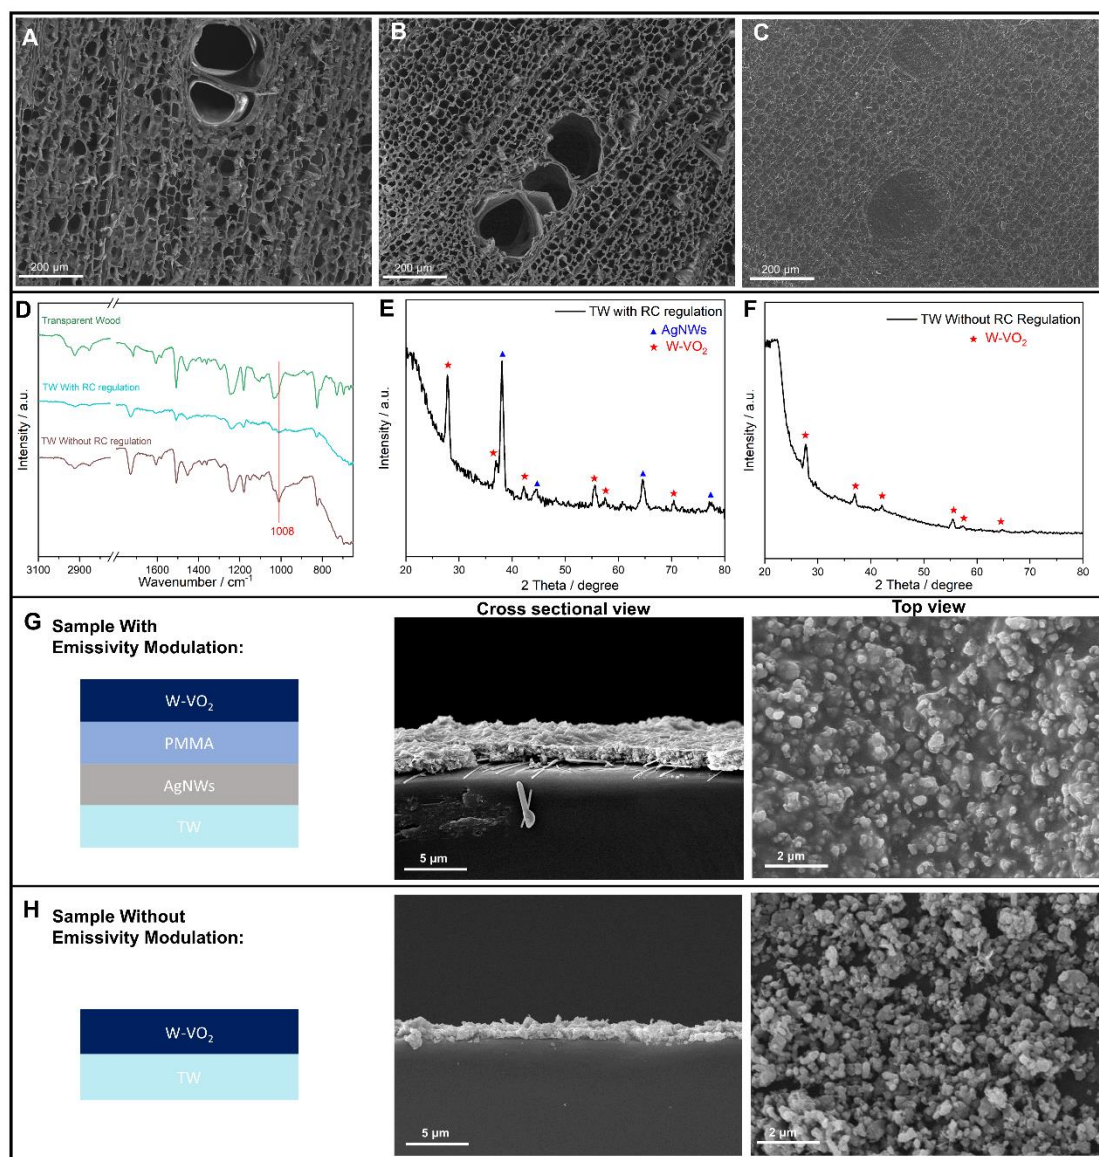 A
200 μm
B
200 μm
C
200 μm
D
Transparent Wood
TW With RC regulation
TW Without RC regulation
1008
Intensity / a.u.
3100 2900 1600 1400 1200 1000 800
Wavenumber / cm⁻¹
E
TW with RC regulation
AgNWs
W-VO₂
Intensity / a.u.
20 30 40 50 60 70 80
2 Theta / degree
F
TW Without RC Regulation
W-VO₂
Intensity / a.u.
20 30 40 50 60 70 80
2 Theta / degree
G
Sample With
Emissivity Modulation:
W-VO₂
PMMA
AgNWs
TW
Cross sectional view
5 μm
Top view
2 μm
H
Sample Without
Emissivity Modulation:
W-VO₂
TW
5 μm
2 μm